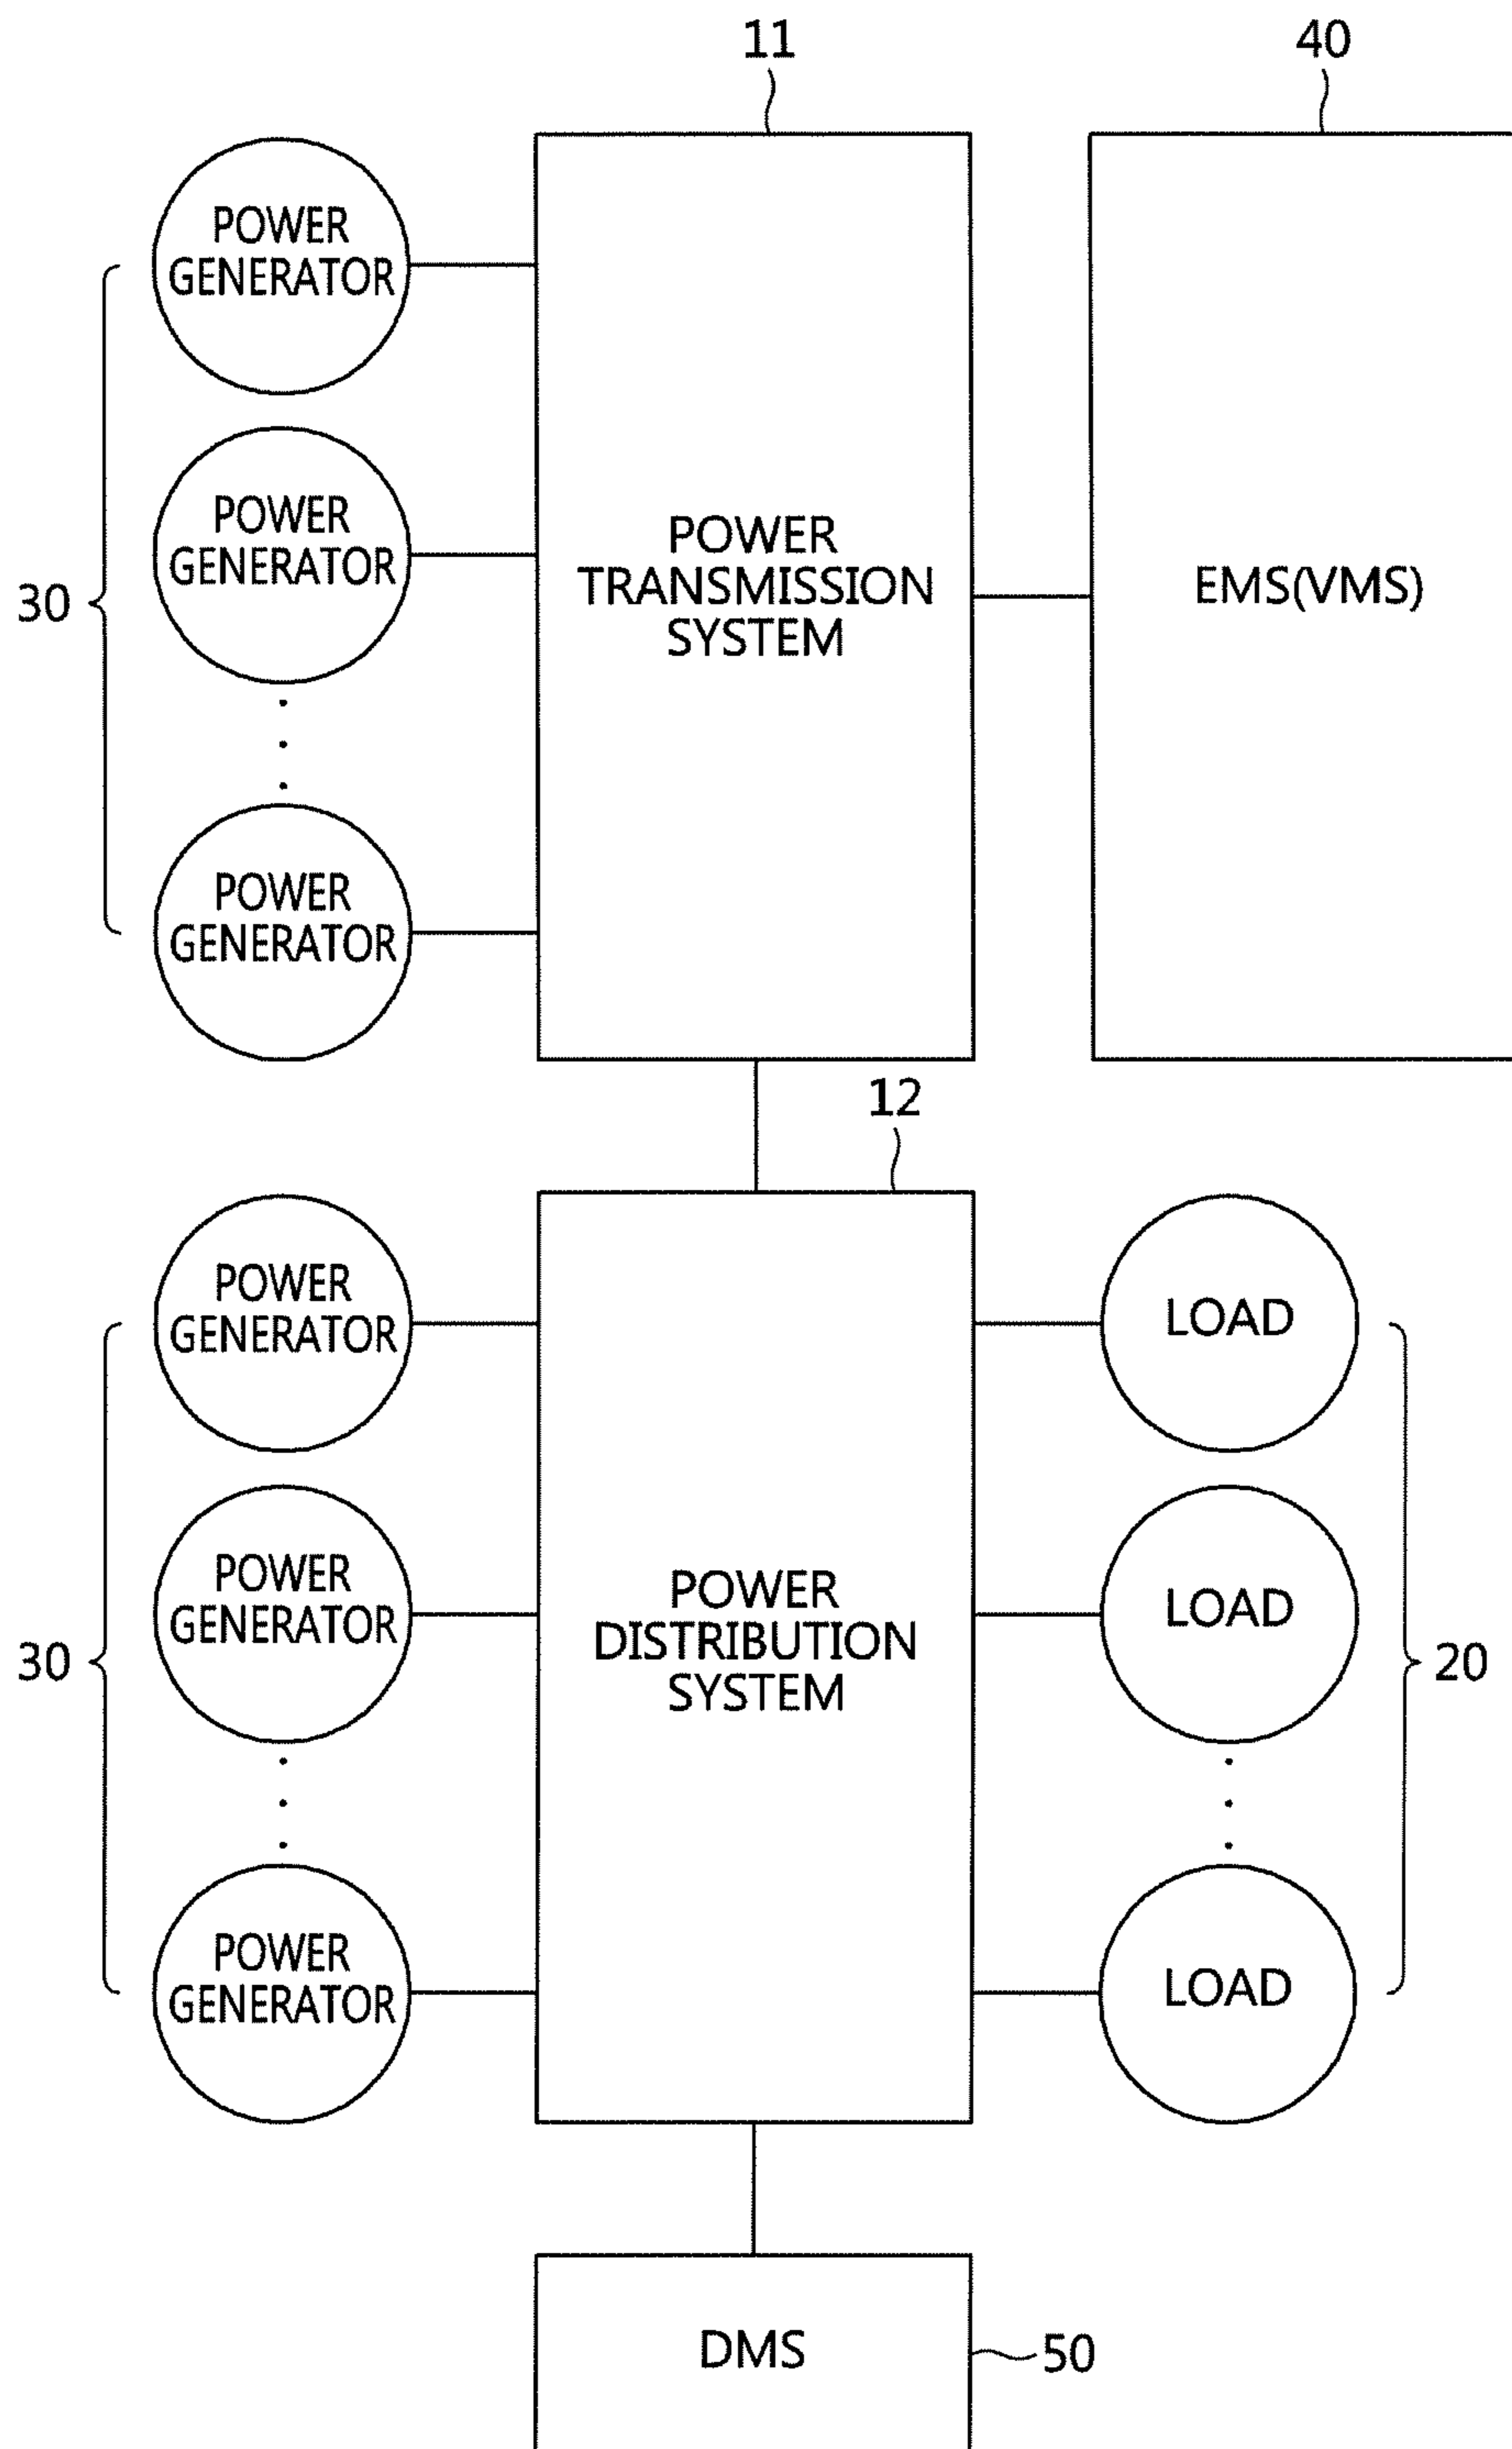 11
40
POWER
GENERATOR
POWER
GENERATOR
30
POWER
GENERATOR
POWER
TRANSMISSION
SYSTEM
EMS(VMS)
12
POWER
GENERATOR
POWER
GENERATOR
30
POWER
GENERATOR
POWER
DISTRIBUTION
SYSTEM
LOAD
LOAD
20
LOAD
DMS
50